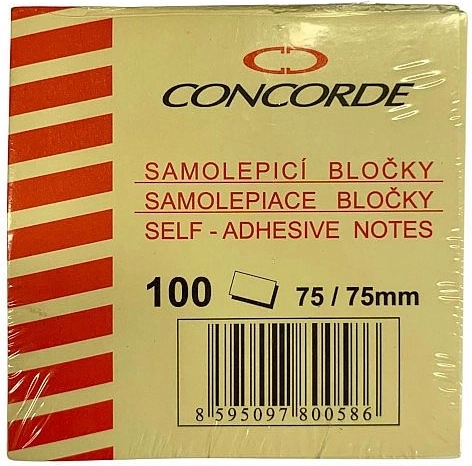 CONCORDE
SAMOLEPICÍ BLOČKY
SAMOLEPIACE BLOČKY
SELF - ADHESIVE NOTES
100 75 / 75mm
8 595097 800586